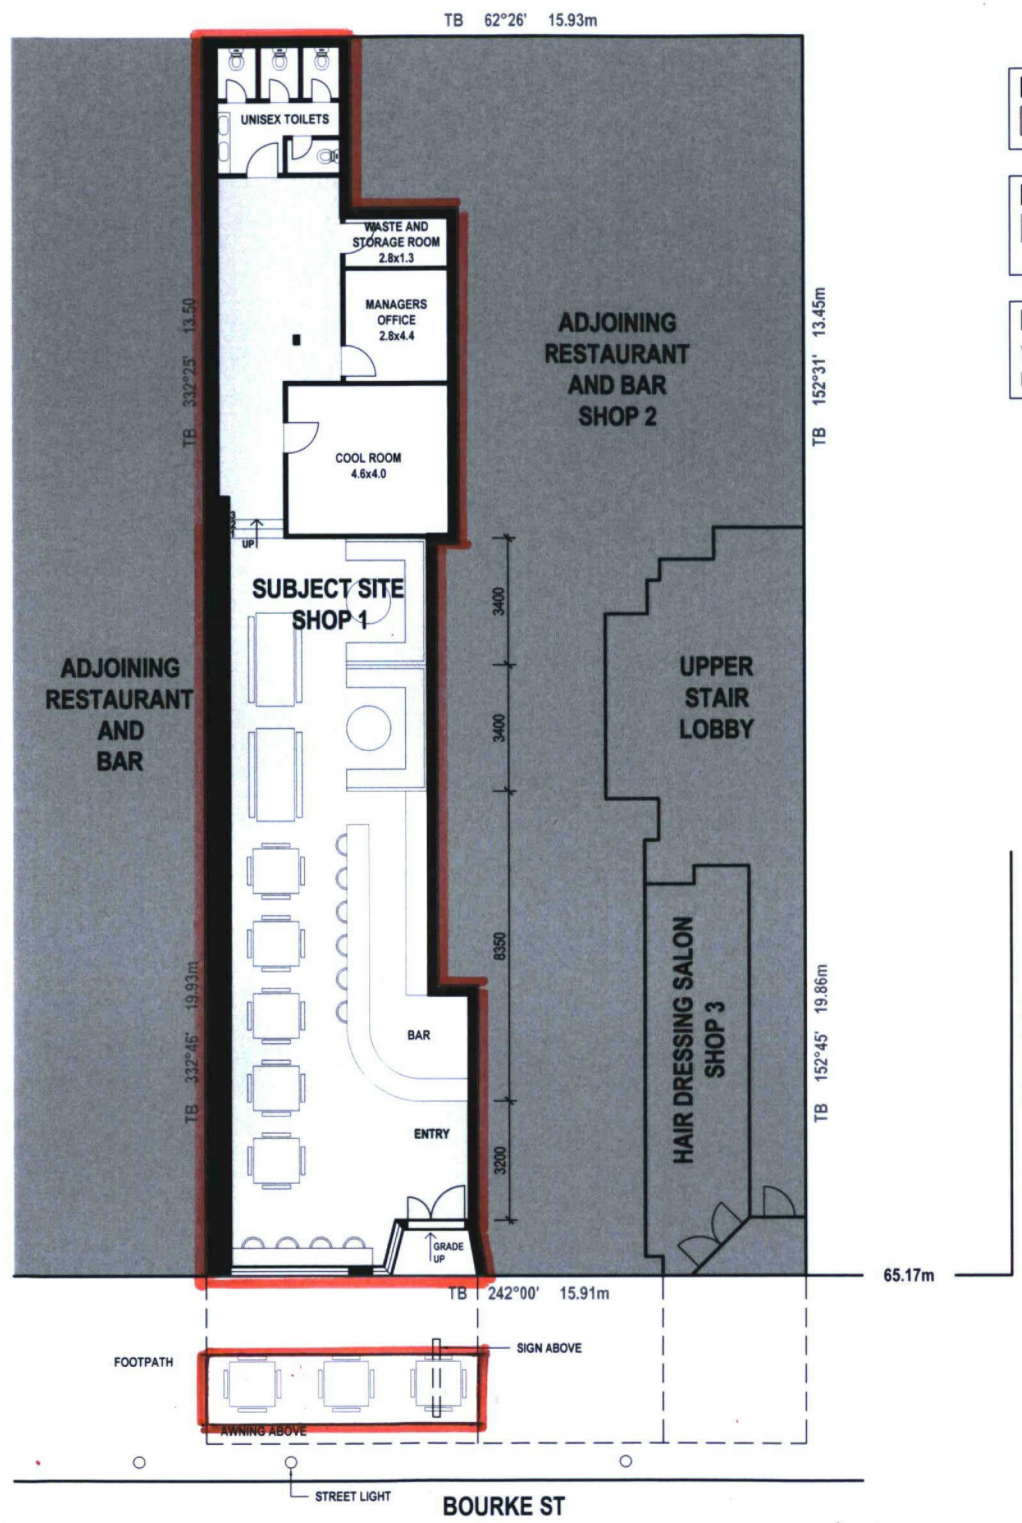 TB 62°26' 15.93m
UNISEX TOILETS
WASTE AND
STORAGE ROOM
2.8x1.3
MANAGERS
OFFICE
2.8x4.4
TB 332°25' 13.50
ADJOINING
RESTAURANT
AND BAR
SHOP 2
TB 152°31' 13.45m
COOL ROOM
4.6x4.0
UP
SUBJECT SITE
SHOP 1
3400
ADJOINING
RESTAURANT
AND
BAR
UPPER
STAIR
LOBBY
3400
8350
TB 332°46' 19.93m
BAR
HAIR DRESSING SALON
SHOP 3
TB 152°45' 19.86m
ENTRY
3200
GRADE
UP
65.17m
TB 242°00' 15.91m
SIGN ABOVE
FOOTPATH
AWNING ABOVE
STREET LIGHT
BOURKE ST